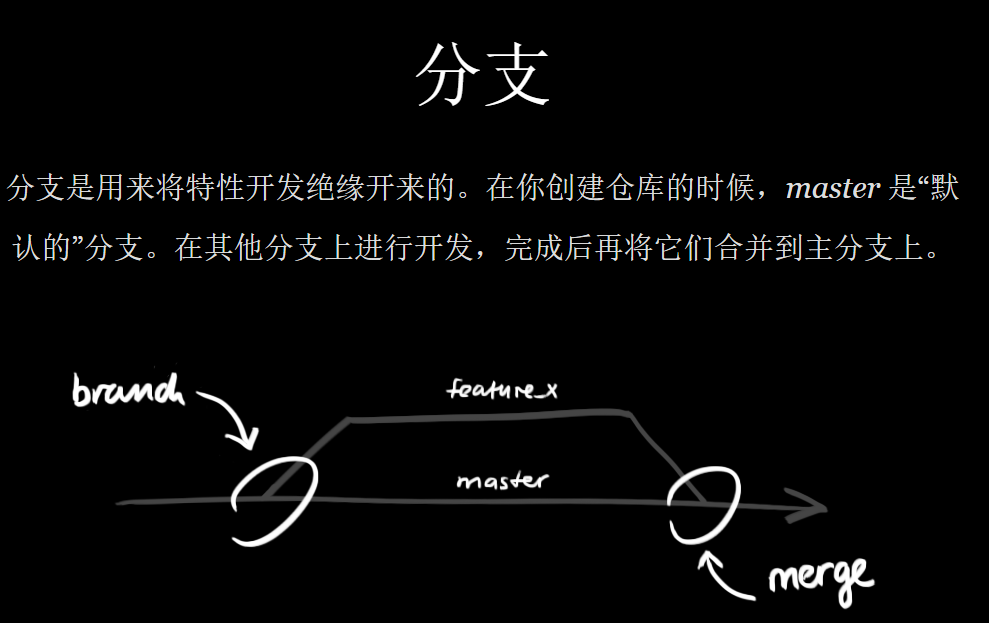 分支
分支是用来将特性开发绝缘开来的。在你创建仓库的时候，master 是“默
认的”分支。在其他分支上进行开发，完成后再将它们合并到主分支上。
branch
feature_x
master
merge